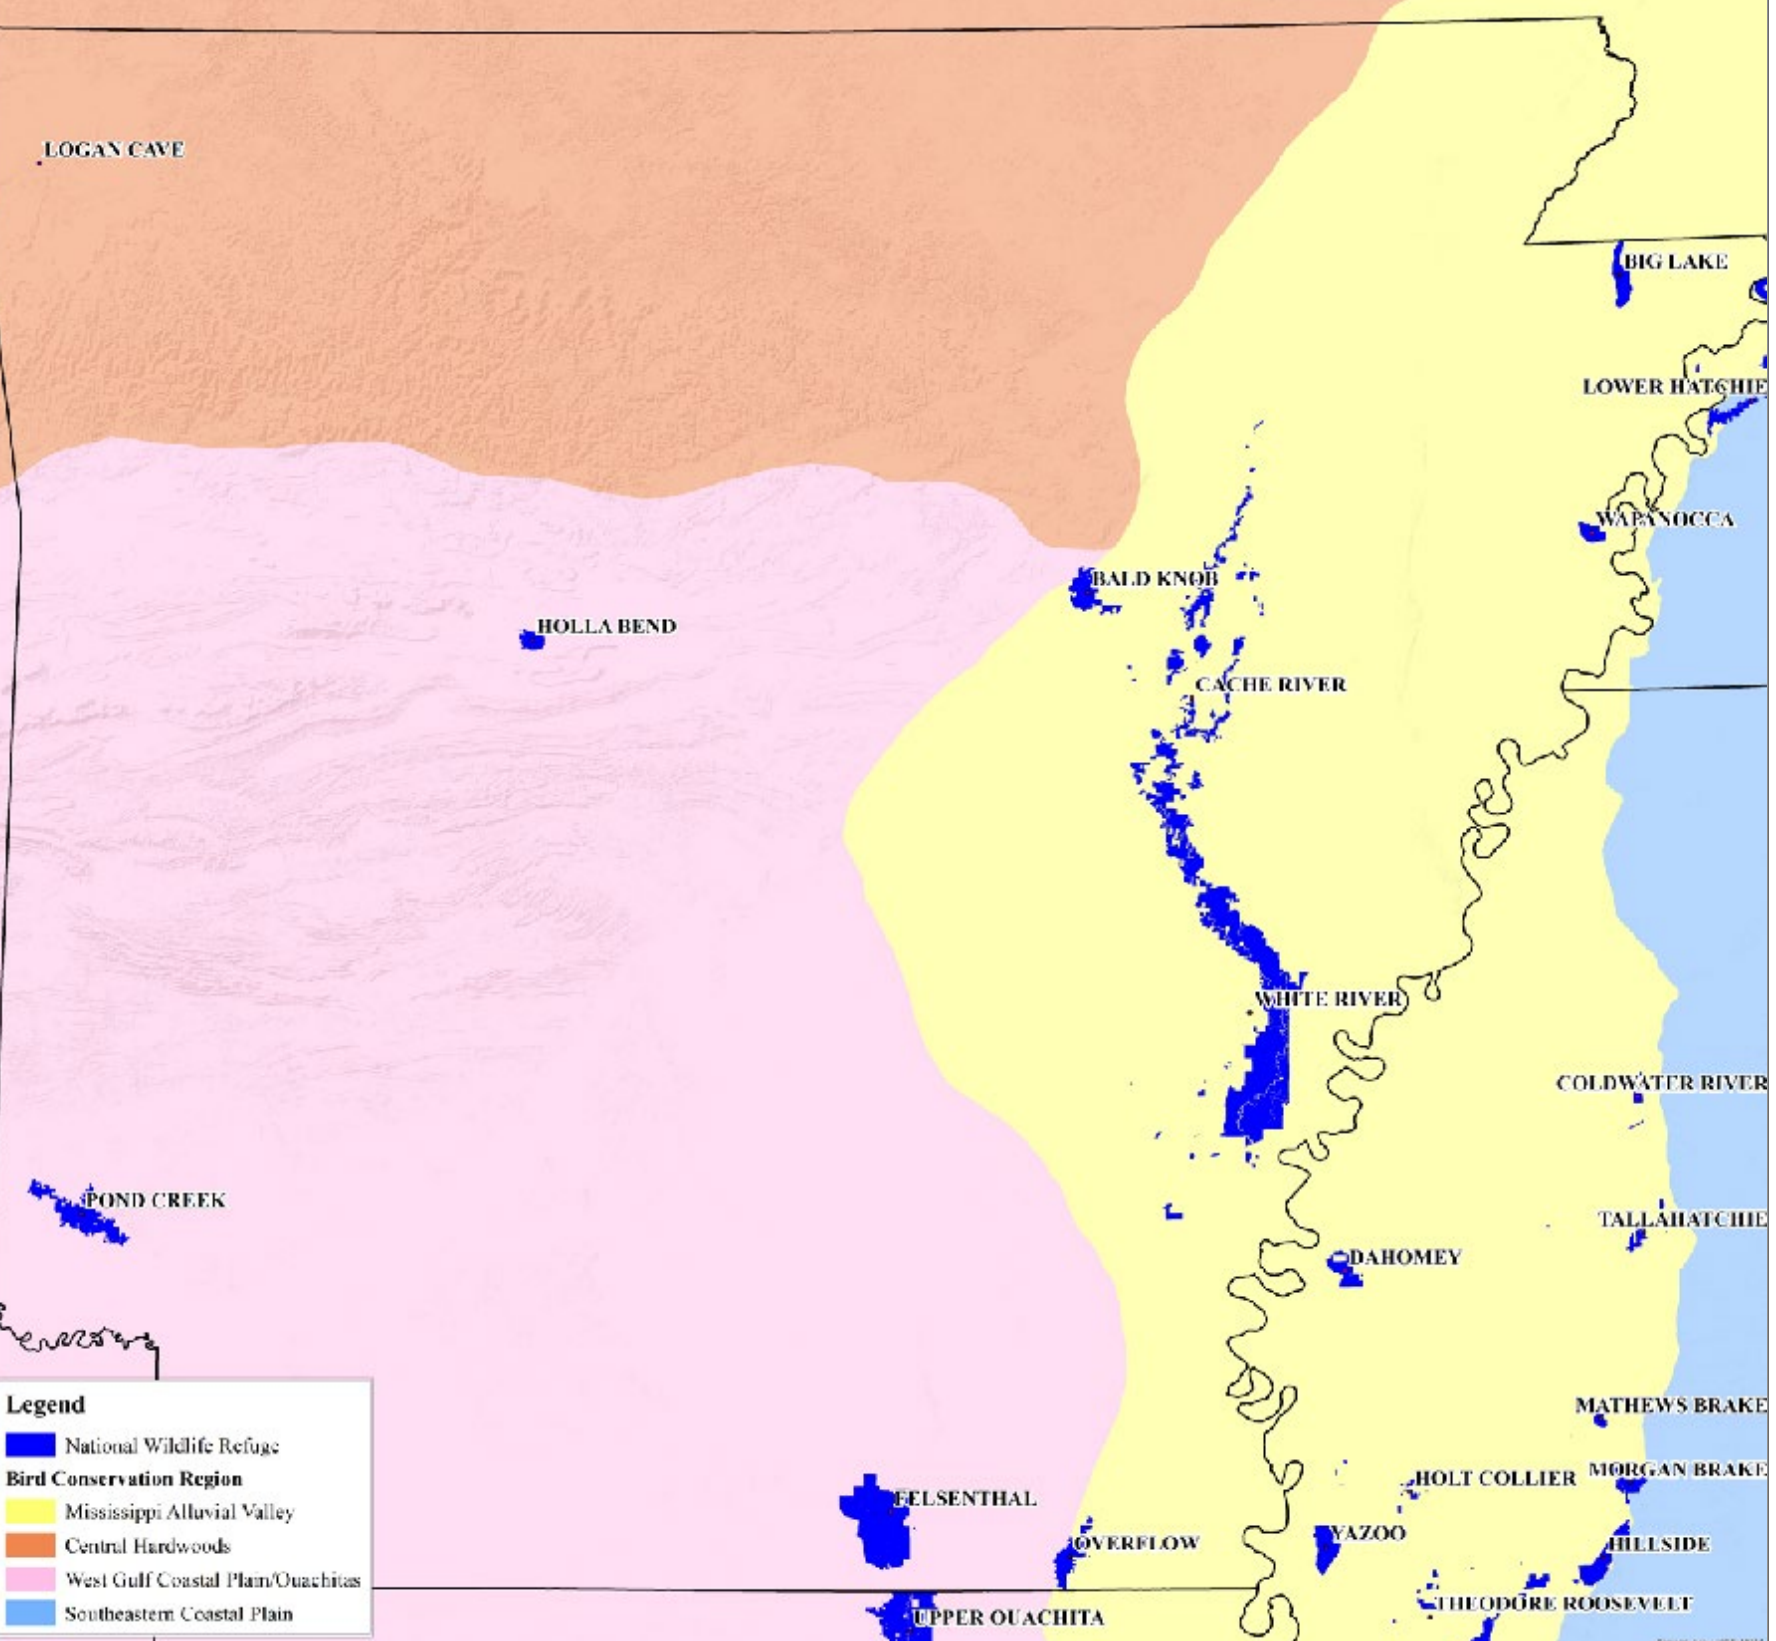 LOGAN CAVE
BIG LAKE
LOWER HATCHIE
WAPANOCCA
BALD KNOB
HOLLA BEND
CACHE RIVER
WHITE RIVER
COLDWATER RIVER
POND CREEK
TALLAHATCHIE
DAHOMEY
MATHEWS BRAKE
MORGAN BRAKE
HOLT COLLIER
FELSENTHAL
YAZOO
OVERFLOW
HILLSIDE
THEODORE ROOSEVELT
UPPER OUACHITA
Legend
National Wildlife Refuge
Bird Conservation Region
Mississippi Alluvial Valley
Central Hardwoods
West Gulf Coastal Plain/Ouachitas
Southeastern Coastal Plain